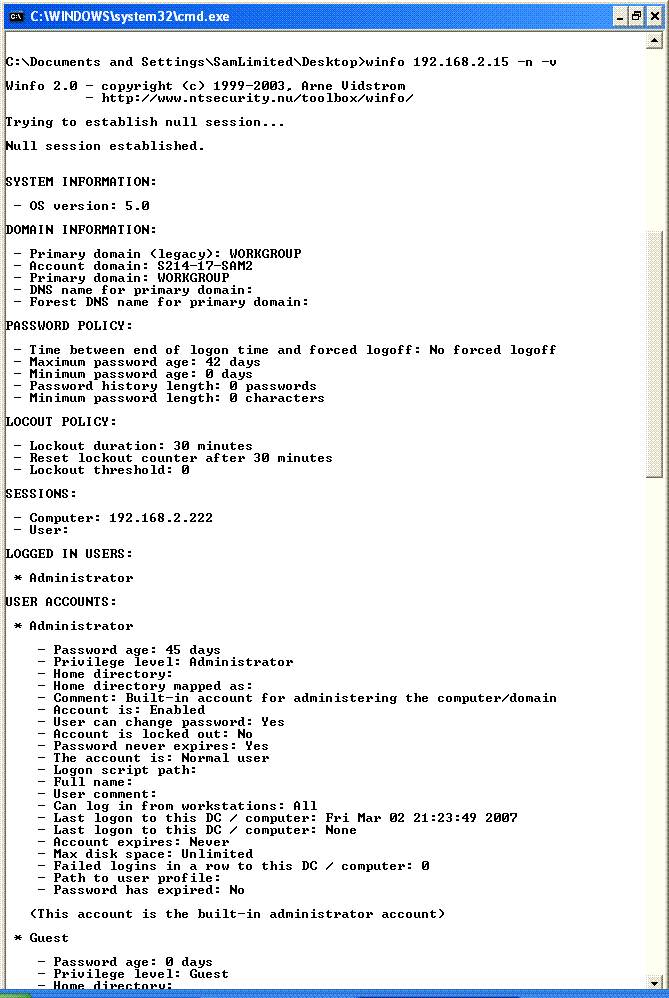 C:\WINDOWS\system32\cmd.exe
C:\Documents and Settings\SamLimited\Desktop>winfo 192.168.2.15 -n -v
Winfo 2.0 - copyright (c) 1999-2003, Arne Vidstrom
- http://www.ntsecurity.nu/toolbox/winfo/
Trying to establish null session...
Null session established.
SYSTEM INFORMATION:
- OS version: 5.0
DOMAIN INFORMATION:
- Primary domain (legacy): WORKGROUP
- Account domain: S214-17-SAM2
- Primary domain: WORKGROUP
- DNS name for primary domain:
- Forest DNS name for primary domain:
PASSWORD POLICY:
- Time between end of logon time and forced logoff: No forced logoff
- Maximum password age: 42 days
- Minimum password age: 0 days
- Password history length: 0 passwords
- Minimum password length: 0 characters
LOCOUT POLICY:
- Lockout duration: 30 minutes
- Reset lockout counter after 30 minutes
- Lockout threshold: 0
SESSIONS:
- Computer: 192.168.2.222
- User:
LOGGED IN USERS:
* Administrator
USER ACCOUNTS:
* Administrator
- Password age: 45 days
- Privilege level: Administrator
- Home directory:
- Home directory mapped as:
- Comment: Built-in account for administering the computer/domain
- Account is: Enabled
- User can change password: Yes
- Account is locked out: No
- Password never expires: Yes
- The account is: Normal user
- Logon script path:
- Full name:
- User comment:
- Can log in from workstations: All
- Last logon to this DC / computer: Fri Mar 02 21:23:49 2007
- Last logon to this DC / computer: None
- Account expires: Never
- Max disk space: Unlimited
- Failed logins in a row to this DC / computer: 0
- Path to user profile:
- Password has expired: No
(This account is the built-in administrator account)
* Guest
- Password age: 0 days
- Privilege level: Guest
- Home directory: